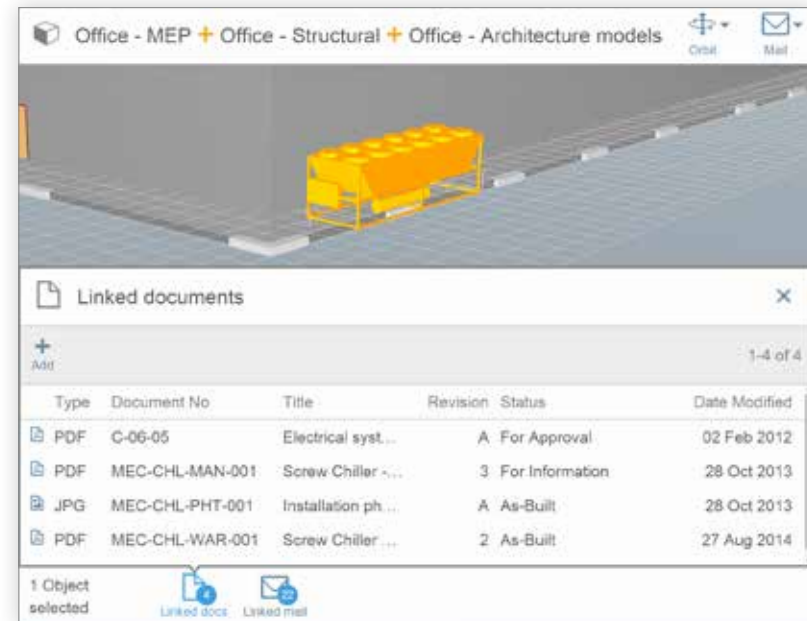 Office - MEP + Office - Structural + Office - Architecture models
Orbit
Mail
Linked documents
Add
1-4 of 4
Type Document No Title Revision Status Date Modified
PDF C-06-05 Electrical syst... A For Approval 02 Feb 2012
PDF MEC-CHL-MAN-001 Screw Chiller -... 3 For Information 28 Oct 2013
JPG MEC-CHL-PHT-001 Installation ph... A As-Built 28 Oct 2013
PDF MEC-CHL-WAR-001 Screw Chiller ... 2 As-Built 27 Aug 2014
1 Object
selected
4
Linked docs
22
Linked mail